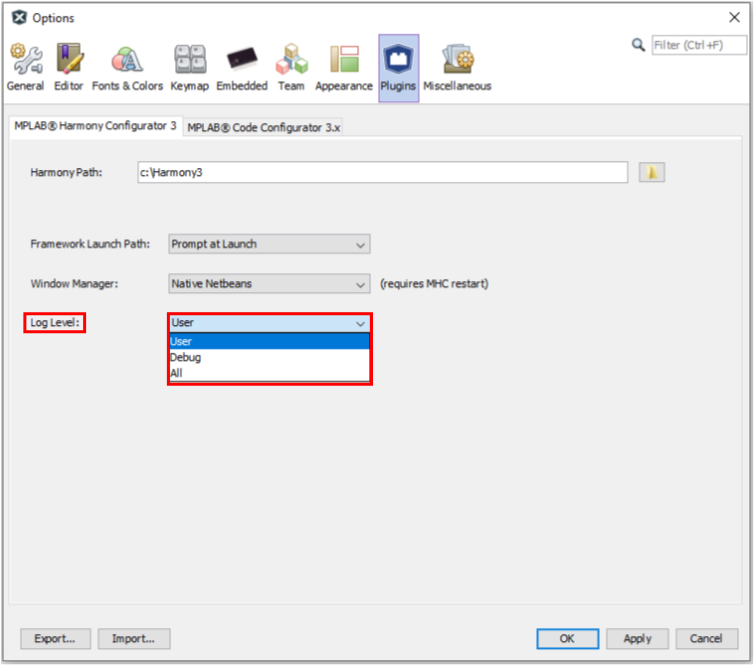 Options
Filter (Ctrl+F)
General Editor Fonts & Colors Keymap Embedded Team Appearance Plugins Miscellaneous
MPLAB® Harmony Configurator 3 MPLAB® Code Configurator 3.x
Harmony Path: c:\Harmony3
Framework Launch Path: Prompt at Launch
Window Manager: Native Netbeans (requires MHC restart)
Log Level: User
User
Debug
All
Export... Import... OK Apply Cancel